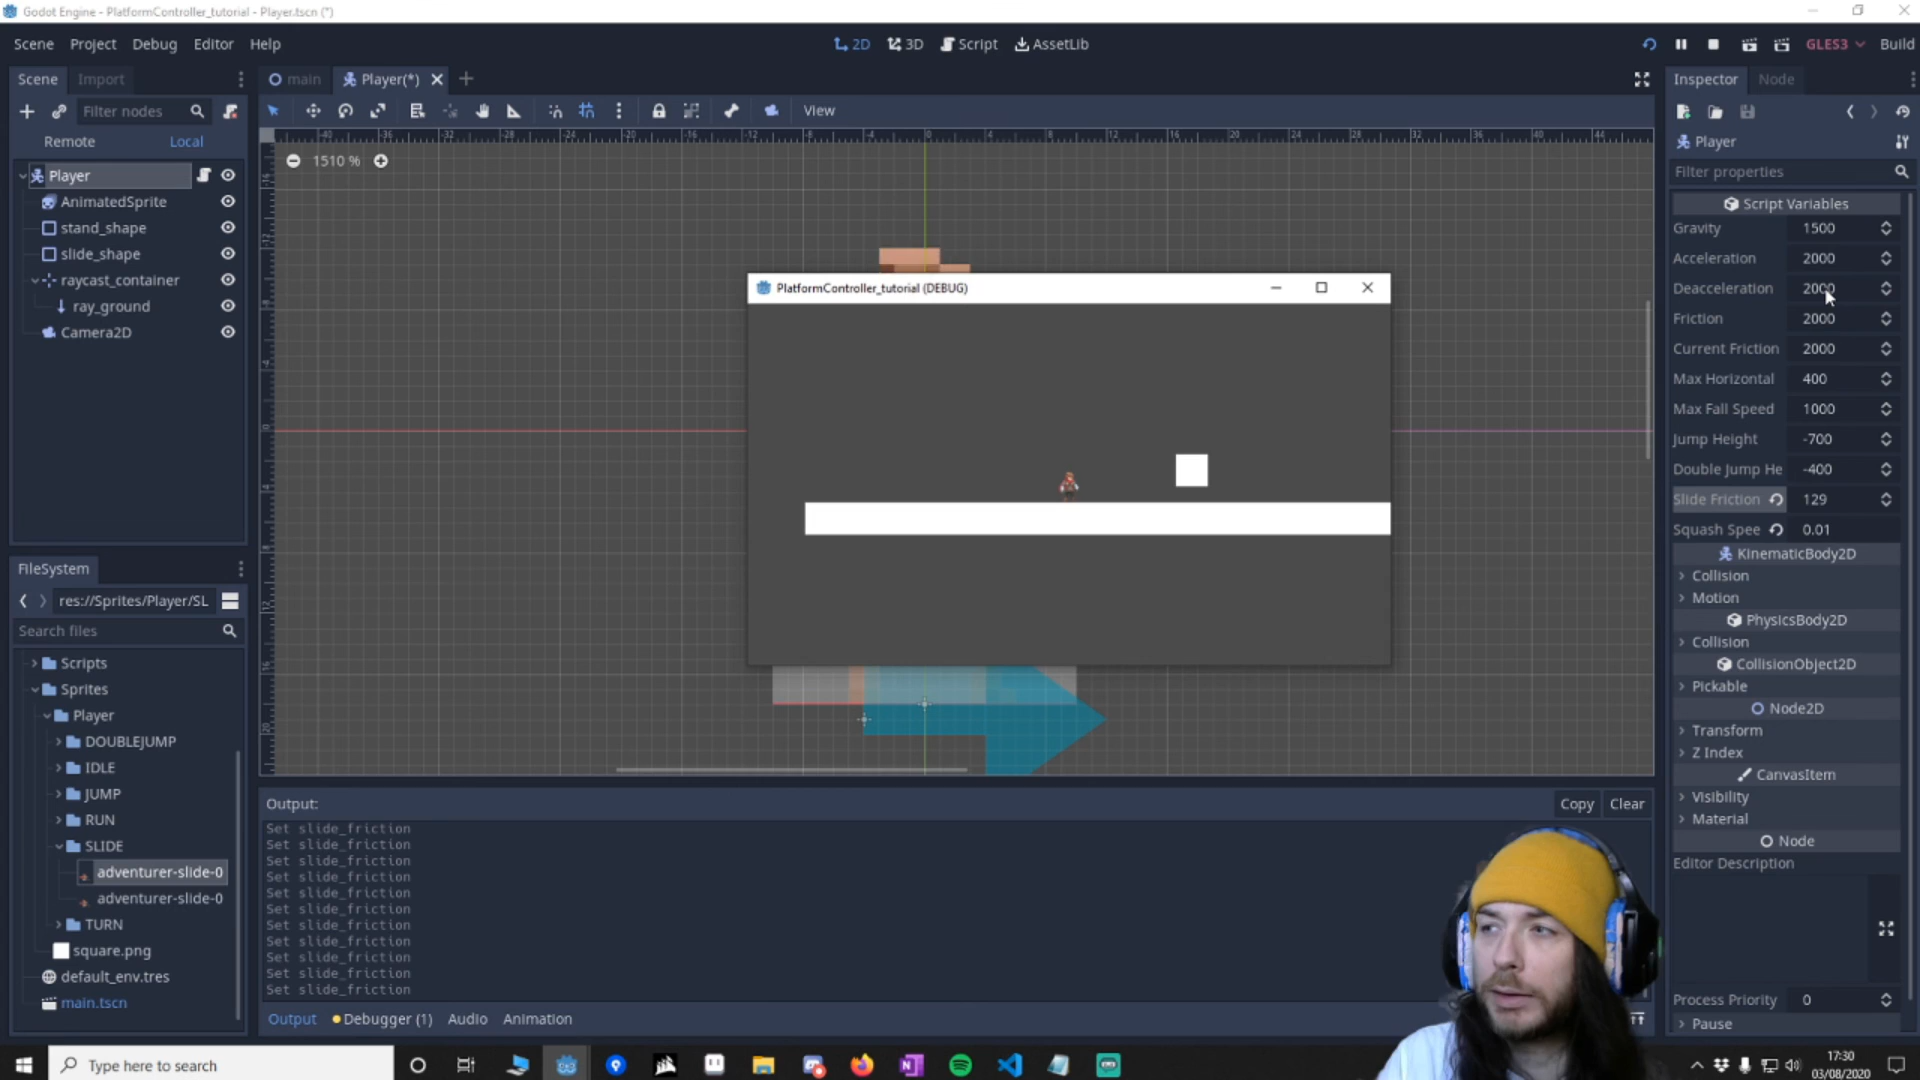 Godot Engine - PlatformController_tutorial - Player.tscn (*)
Scene Project Debug Editor Help
2D 3D Script AssetLib
GLES3 Build
Scene Import
main Player(*)
Inspector Node
Filter nodes
View
Remote Local
1510 %
Player
AnimatedSprite
stand_shape
slide_shape
raycast_container
ray_ground
Camera2D
PlatformController_tutorial (DEBUG)
Player
Filter properties
Script Variables
Gravity 1500
Acceleration 2000
Deacceleration 2000
Friction 2000
Current Friction 2000
Max Horizontal 400
Max Fall Speed 1000
Jump Height -700
Double Jump He -400
Slide Friction 129
Squash Spee 0.01
KinematicBody2D
Collision
Motion
PhysicsBody2D
Collision
CollisionObject2D
Pickable
Node2D
Transform
Z Index
CanvasItem
Visibility
Material
Node
Editor Description
Process Priority 0
Pause
FileSystem
res://Sprites/Player/SL
Search files
Scripts
Sprites
Player
DOUBLEJUMP
IDLE
JUMP
RUN
SLIDE
adventurer-slide-0
adventurer-slide-0
TURN
square.png
default_env.tres
main.tscn
Output:
Copy Clear
Set slide_friction
Set slide_friction
Set slide_friction
Set slide_friction
Set slide_friction
Set slide_friction
Set slide_friction
Set slide_friction
Set slide_friction
Set slide_friction
Set slide_friction
Output Debugger (1) Audio Animation
Type here to search
17:30
03/08/2020